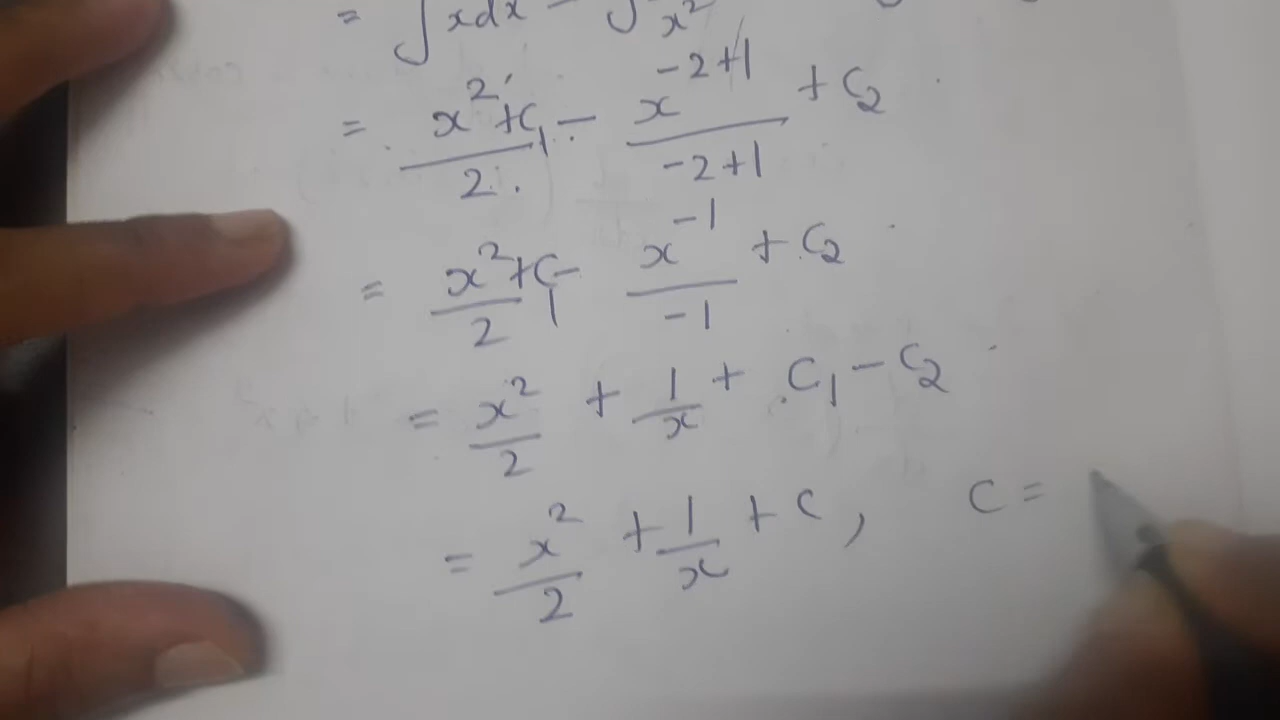 = ∫xdx − ∫ x²
= x²+C₁/2 − x⁻²⁺¹/−2+1 + C₂
= x²/2 +C₁ − x⁻¹/−1 + C₂
= x²/2 + 1/x + C₁ − C₂
= x²/2 + 1/x + C, C =